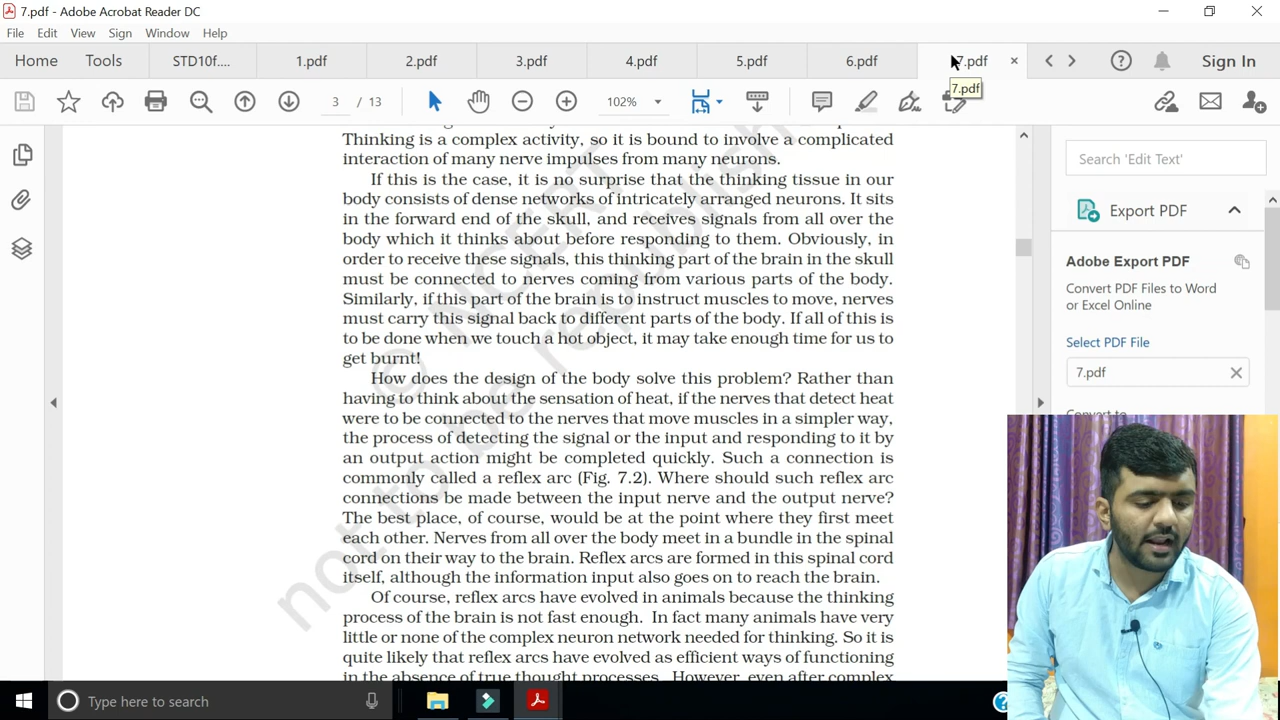 7.pdf - Adobe Acrobat Reader DC
File Edit View Sign Window Help
Home Tools STD10f.... 1.pdf 2.pdf 3.pdf 4.pdf 5.pdf 6.pdf 7.pdf Sign In
3 / 13 102% 7.pdf
Thinking is a complex activity, so it is bound to involve a complicated
interaction of many nerve impulses from many neurons.
If this is the case, it is no surprise that the thinking tissue in our
body consists of dense networks of intricately arranged neurons. It sits
in the forward end of the skull, and receives signals from all over the
body which it thinks about before responding to them. Obviously, in
order to receive these signals, this thinking part of the brain in the skull
must be connected to nerves coming from various parts of the body.
Similarly, if this part of the brain is to instruct muscles to move, nerves
must carry this signal back to different parts of the body. If all of this is
to be done when we touch a hot object, it may take enough time for us to
get burnt!
How does the design of the body solve this problem? Rather than
having to think about the sensation of heat, if the nerves that detect heat
were to be connected to the nerves that move muscles in a simpler way,
the process of detecting the signal or the input and responding to it by
an output action might be completed quickly. Such a connection is
commonly called a reflex arc (Fig. 7.2). Where should such reflex arc
connections be made between the input nerve and the output nerve?
The best place, of course, would be at the point where they first meet
each other. Nerves from all over the body meet in a bundle in the spinal
cord on their way to the brain. Reflex arcs are formed in this spinal cord
itself, although the information input also goes on to reach the brain.
Of course, reflex arcs have evolved in animals because the thinking
process of the brain is not fast enough. In fact many animals have very
little or none of the complex neuron network needed for thinking. So it is
quite likely that reflex arcs have evolved as efficient ways of functioning
in the absence of true thought processes. However, even after complex
© NCERT
not to be republish
Search 'Edit Text'
Export PDF
Adobe Export PDF
Convert PDF Files to Word
or Excel Online
Select PDF File
7.pdf
Convert to
Type here to search